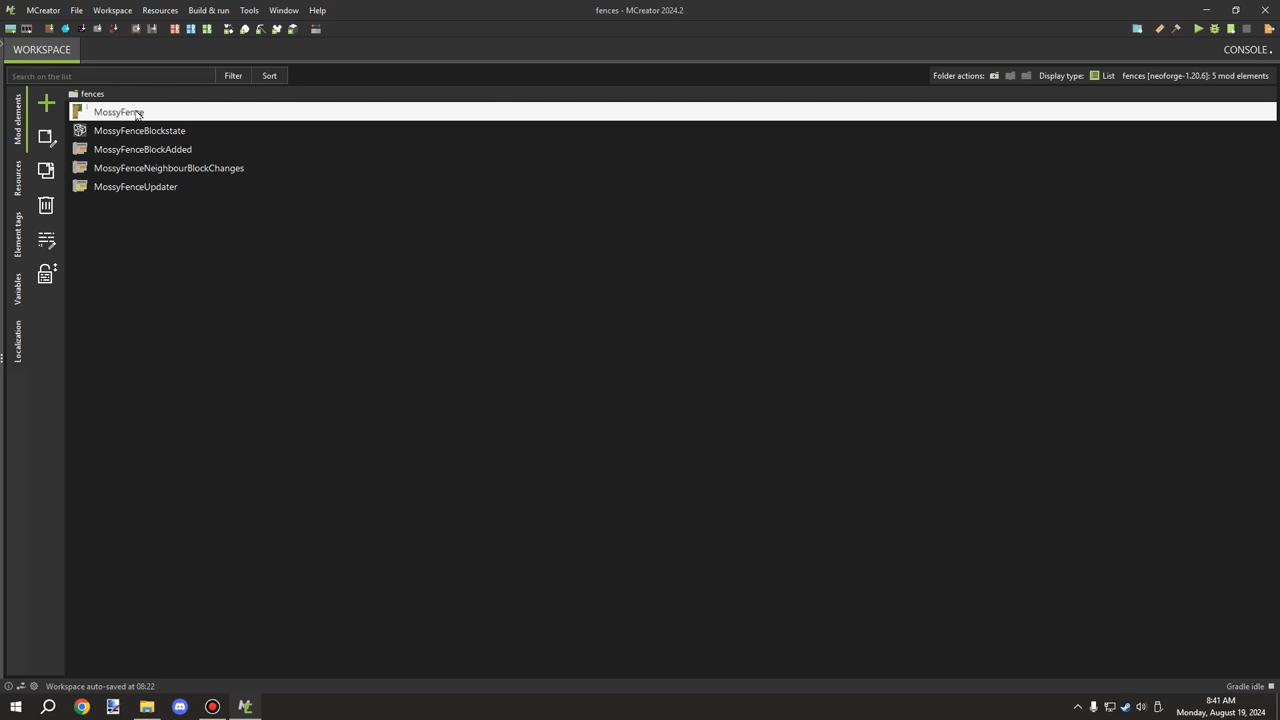 MCreator File Workspace Resources Build & run Tools Window Help
fences - MCreator 2024.2
WORKSPACE
CONSOLE
Search on the list
Filter
Sort
Folder actions:
Display type:
List
fences [neoforge-1.20.6]: 5 mod elements
Mod elements
Resources
Element tags
Variables
Localization
fences
MossyFence
MossyFenceBlockstate
MossyFenceBlockAdded
MossyFenceNeighbourBlockChanges
MossyFenceUpdater
Workspace auto-saved at 08:22
Gradle idle
8:41 AM
Monday, August 19, 2024